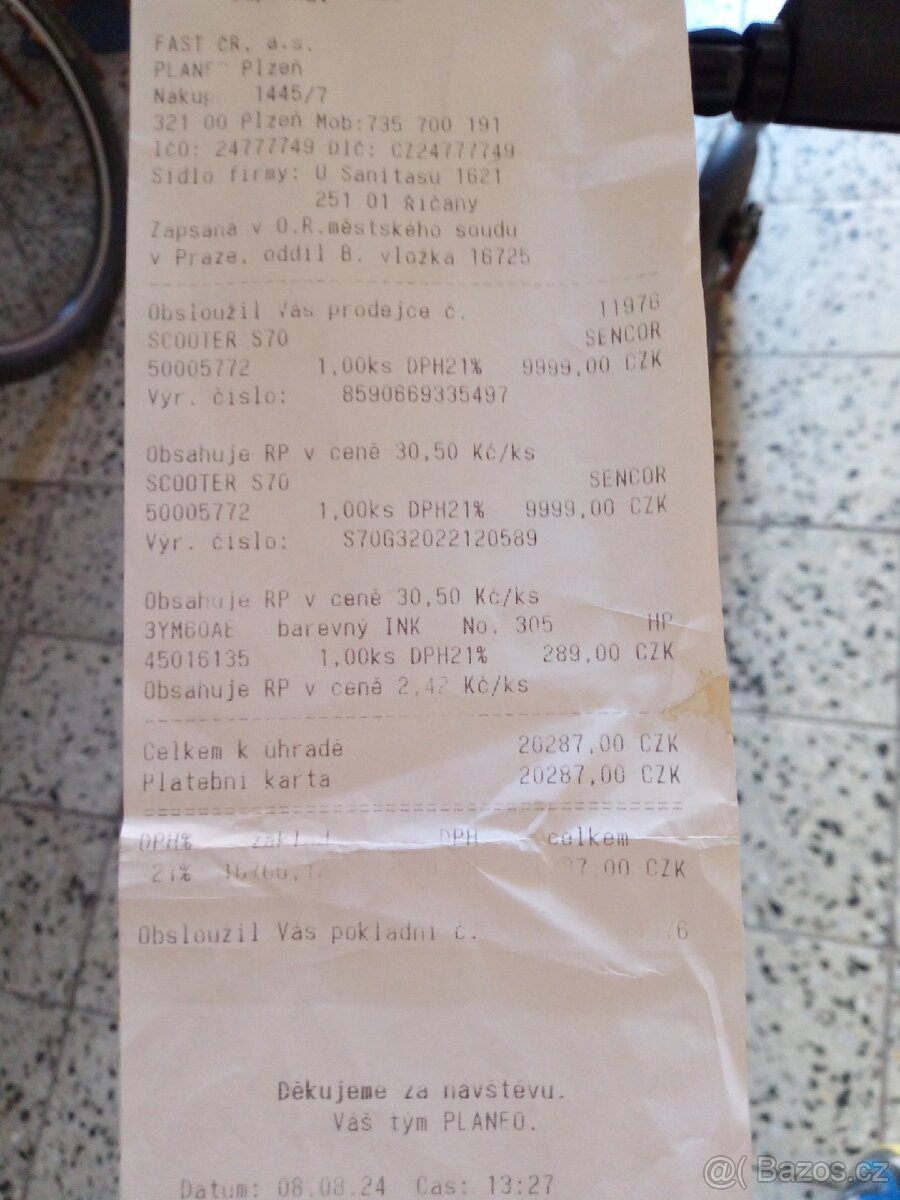 FAST ČR, a.s.
Plzeň
1445/7
321 00 Plzeň Mob:735 700 191
IČO: 24777749 DIČ: CZ24777749
Sídlo firmy: U Sanitasu 1621
251 01 Říčany
Zapsaná v O.R.městského soudu
v Praze, oddíl B. vložka 16725
Obsloužil Vás prodejce č. 11976
SCOOTER S70 SENCOR
50005772 1,00ks DPH21% 9999,00 CZK
Výr. číslo: 8590669335497
Obsahuje RP v ceně 30,50 Kč/ks
SCOOTER S70 SENCOR
50005772 1,00ks DPH21% 9999,00 CZK
Výr. číslo: S70G32022120589
Obsahuje RP v ceně 30,50 Kč/ks
3YM60AE barevný INK No. 305 HP
45016135 1,00ks DPH21% 289,00 CZK
Obsahuje RP v ceně 2,42 Kč/ks
Celkem k úhradě 20287,00 CZK
Platební karta 20287,00 CZK
DPH% základ DPH celkem
21% CZK
Obsloužil Vás pokladní č.
Děkujeme za návštěvu.
Váš tým PLANEO.
Datum: 08.08.24 Čas: 13:27
@( Bazos.cz